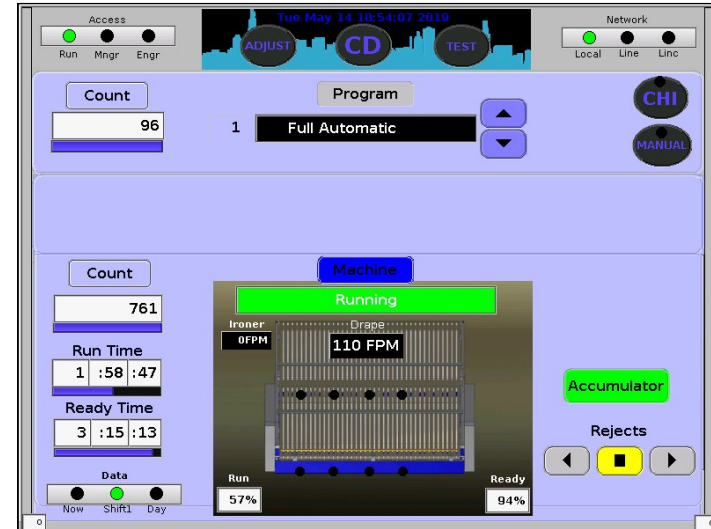 Access
Run Mngr Engr
Tue May 14 10:54:07 2019
ADJUST CD TEST
Network
Local Line Linc
Count
96
Program
1 Full Automatic
CHI
MANUAL
Count
761
Run Time
1 :58 :47
Ready Time
3 :15 :13
Data
Now Shift1 Day
Machine
Running
Ironer
0FPM
Drape
110 FPM
Run
57%
Ready
94%
Accumulator
Rejects
0